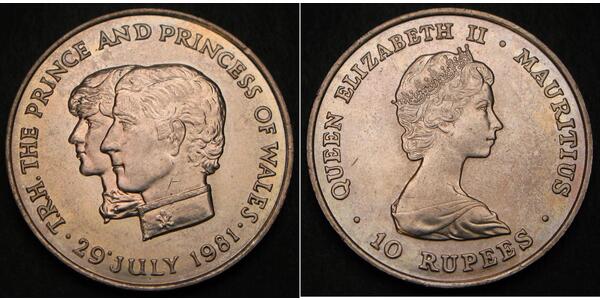 T.R.H. THE PRINCE AND PRINCESS OF WALES ·
· 29 · JULY 1981 ·
QUEEN ELIZABETH II · MAURITIUS
· 10 RUPEES ·